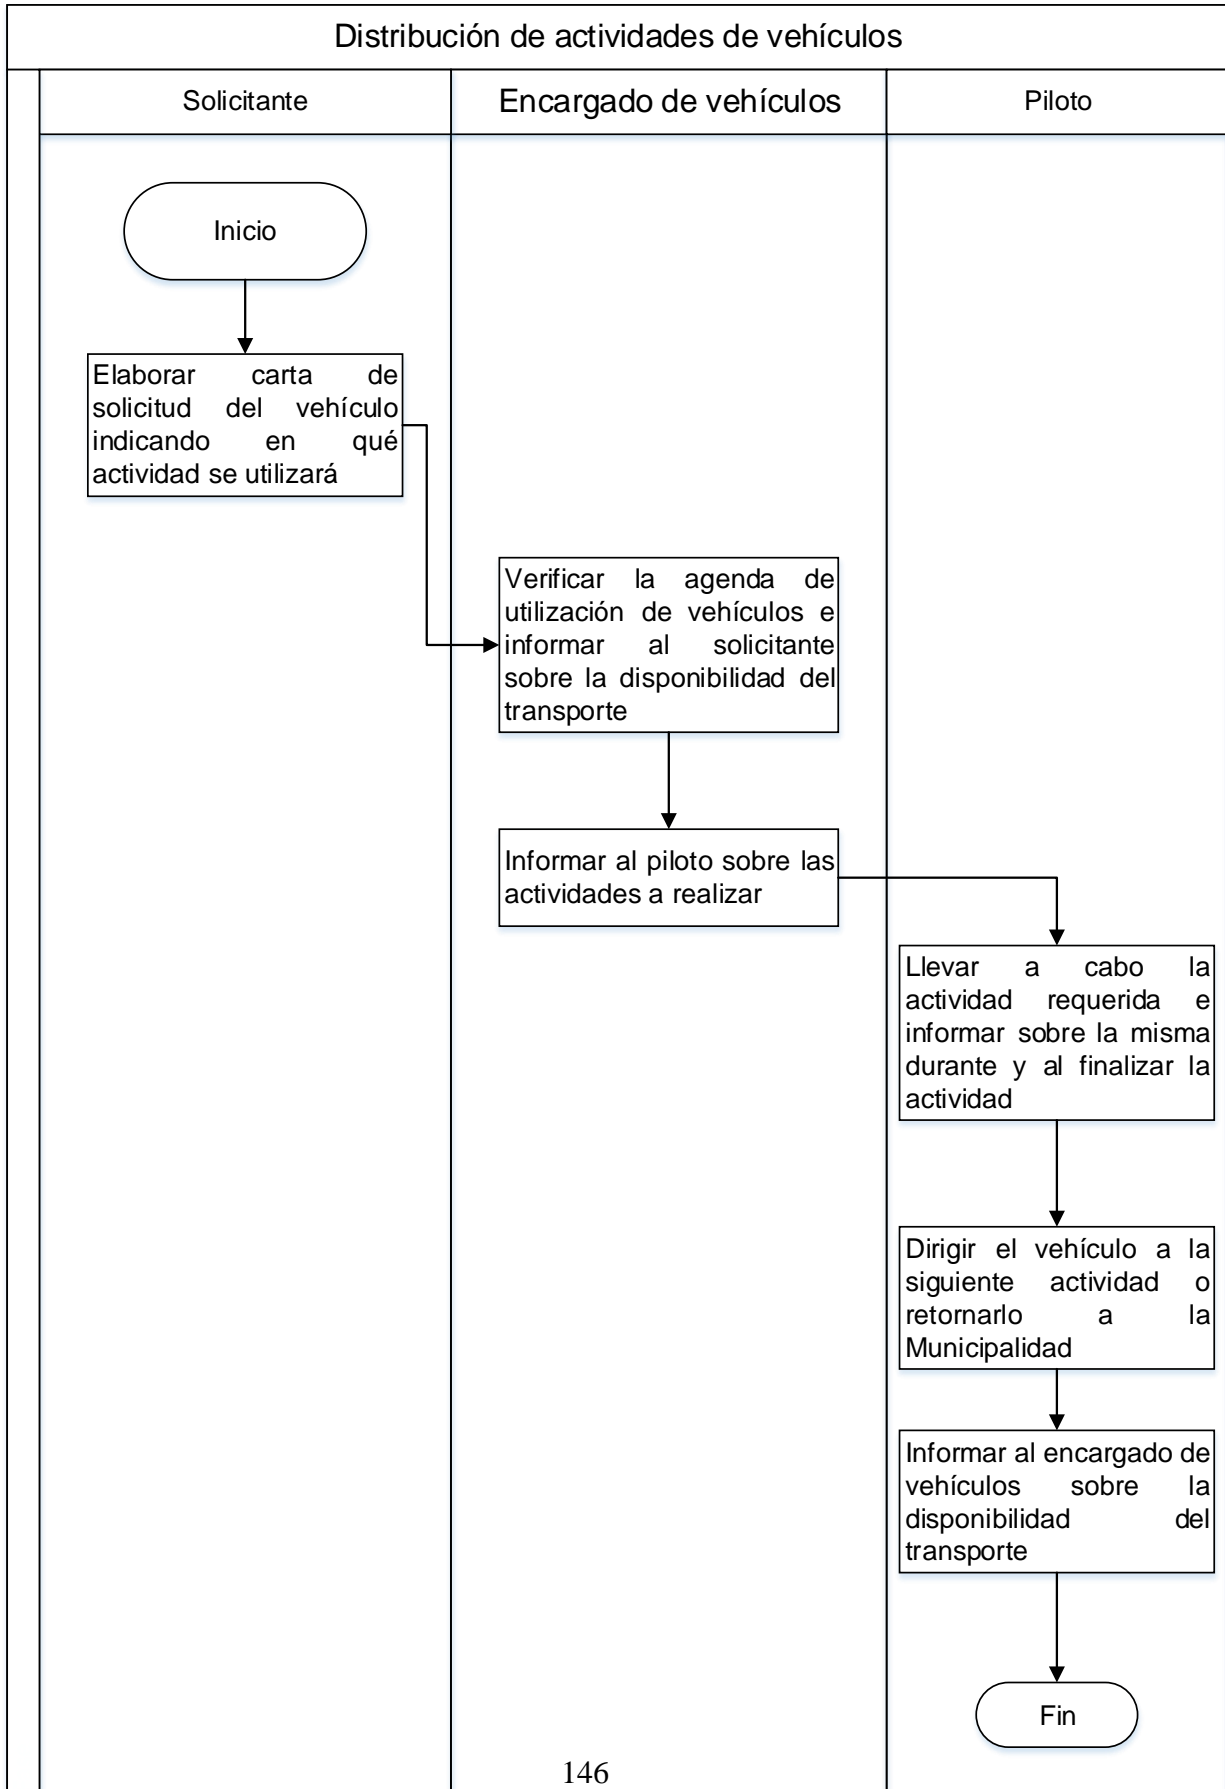 Distribución de actividades de vehículos
Solicitante
Encargado de vehículos
Piloto
Inicio
Elaborar carta de
solicitud del vehículo
indicando en qué
actividad se utilizará
Verificar la agenda de
utilización de vehículos e
informar al solicitante
sobre la disponibilidad del
transporte
Informar al piloto sobre las
actividades a realizar
Llevar a cabo la
actividad requerida e
informar sobre la misma
durante y al finalizar la
actividad
Dirigir el vehículo a la
siguiente actividad o
retornarlo a la
Municipalidad
Informar al encargado de
vehículos sobre la
disponibilidad del
transporte
Fin
146